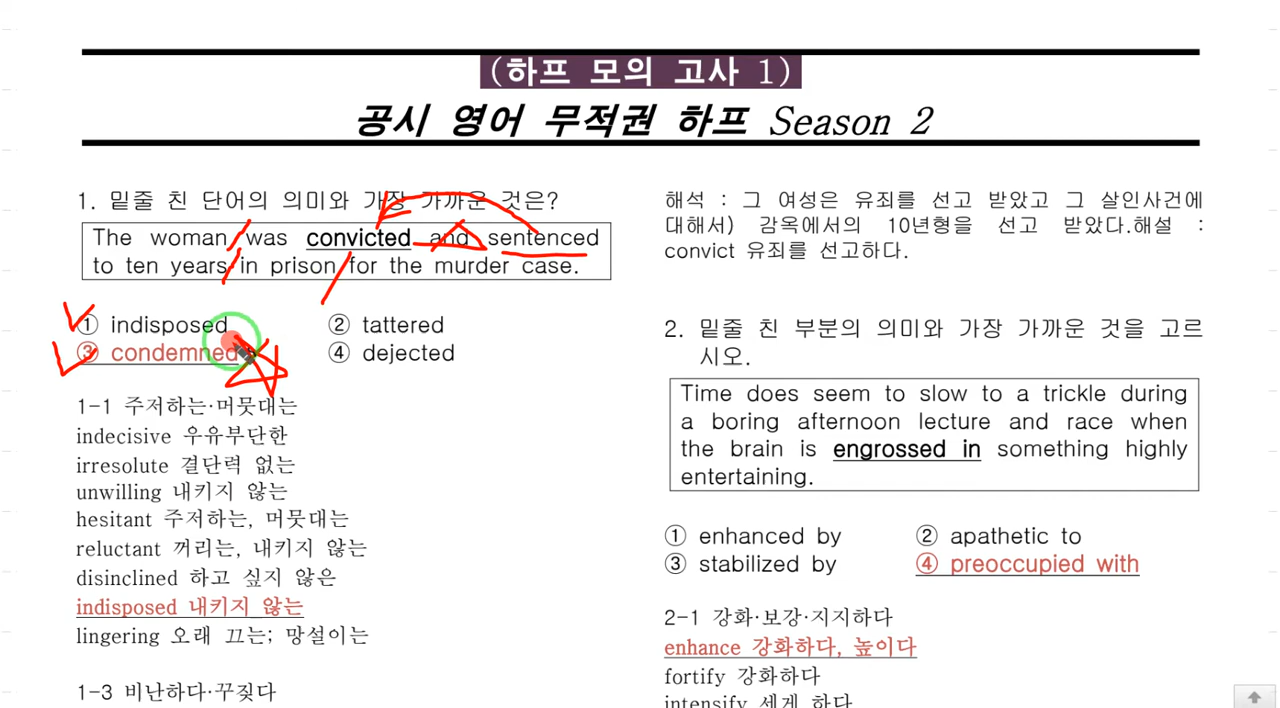 (하프 모의 고사 1)
공시 영어 무적권 하프 Season 2
1. 밑줄 친 단어의 의미와 가장 가까운 것은?
The woman was convicted and sentenced
to ten years in prison for the murder case.
① indisposed ② tattered
③ condemned ④ dejected
1-1 주저하는·머뭇대는
indecisive 우유부단한
irresolute 결단력 없는
unwilling 내키지 않는
hesitant 주저하는, 머뭇대는
reluctant 꺼리는, 내키지 않는
disinclined 하고 싶지 않은
indisposed 내키지 않는
lingering 오래 끄는; 망설이는
1-3 비난하다·꾸짖다
해석 : 그 여성은 유죄를 선고 받았고 그 살인사건에
대해서) 감옥에서의 10년형을 선고 받았다.해설 :
convict 유죄를 선고하다.
2. 밑줄 친 부분의 의미와 가장 가까운 것을 고르
시오.
Time does seem to slow to a trickle during
a boring afternoon lecture and race when
the brain is engrossed in something highly
entertaining.
① enhanced by ② apathetic to
③ stabilized by ④ preoccupied with
2-1 강화·보강·지지하다
enhance 강화하다, 높이다
fortify 강화하다
intensify 세게 하다